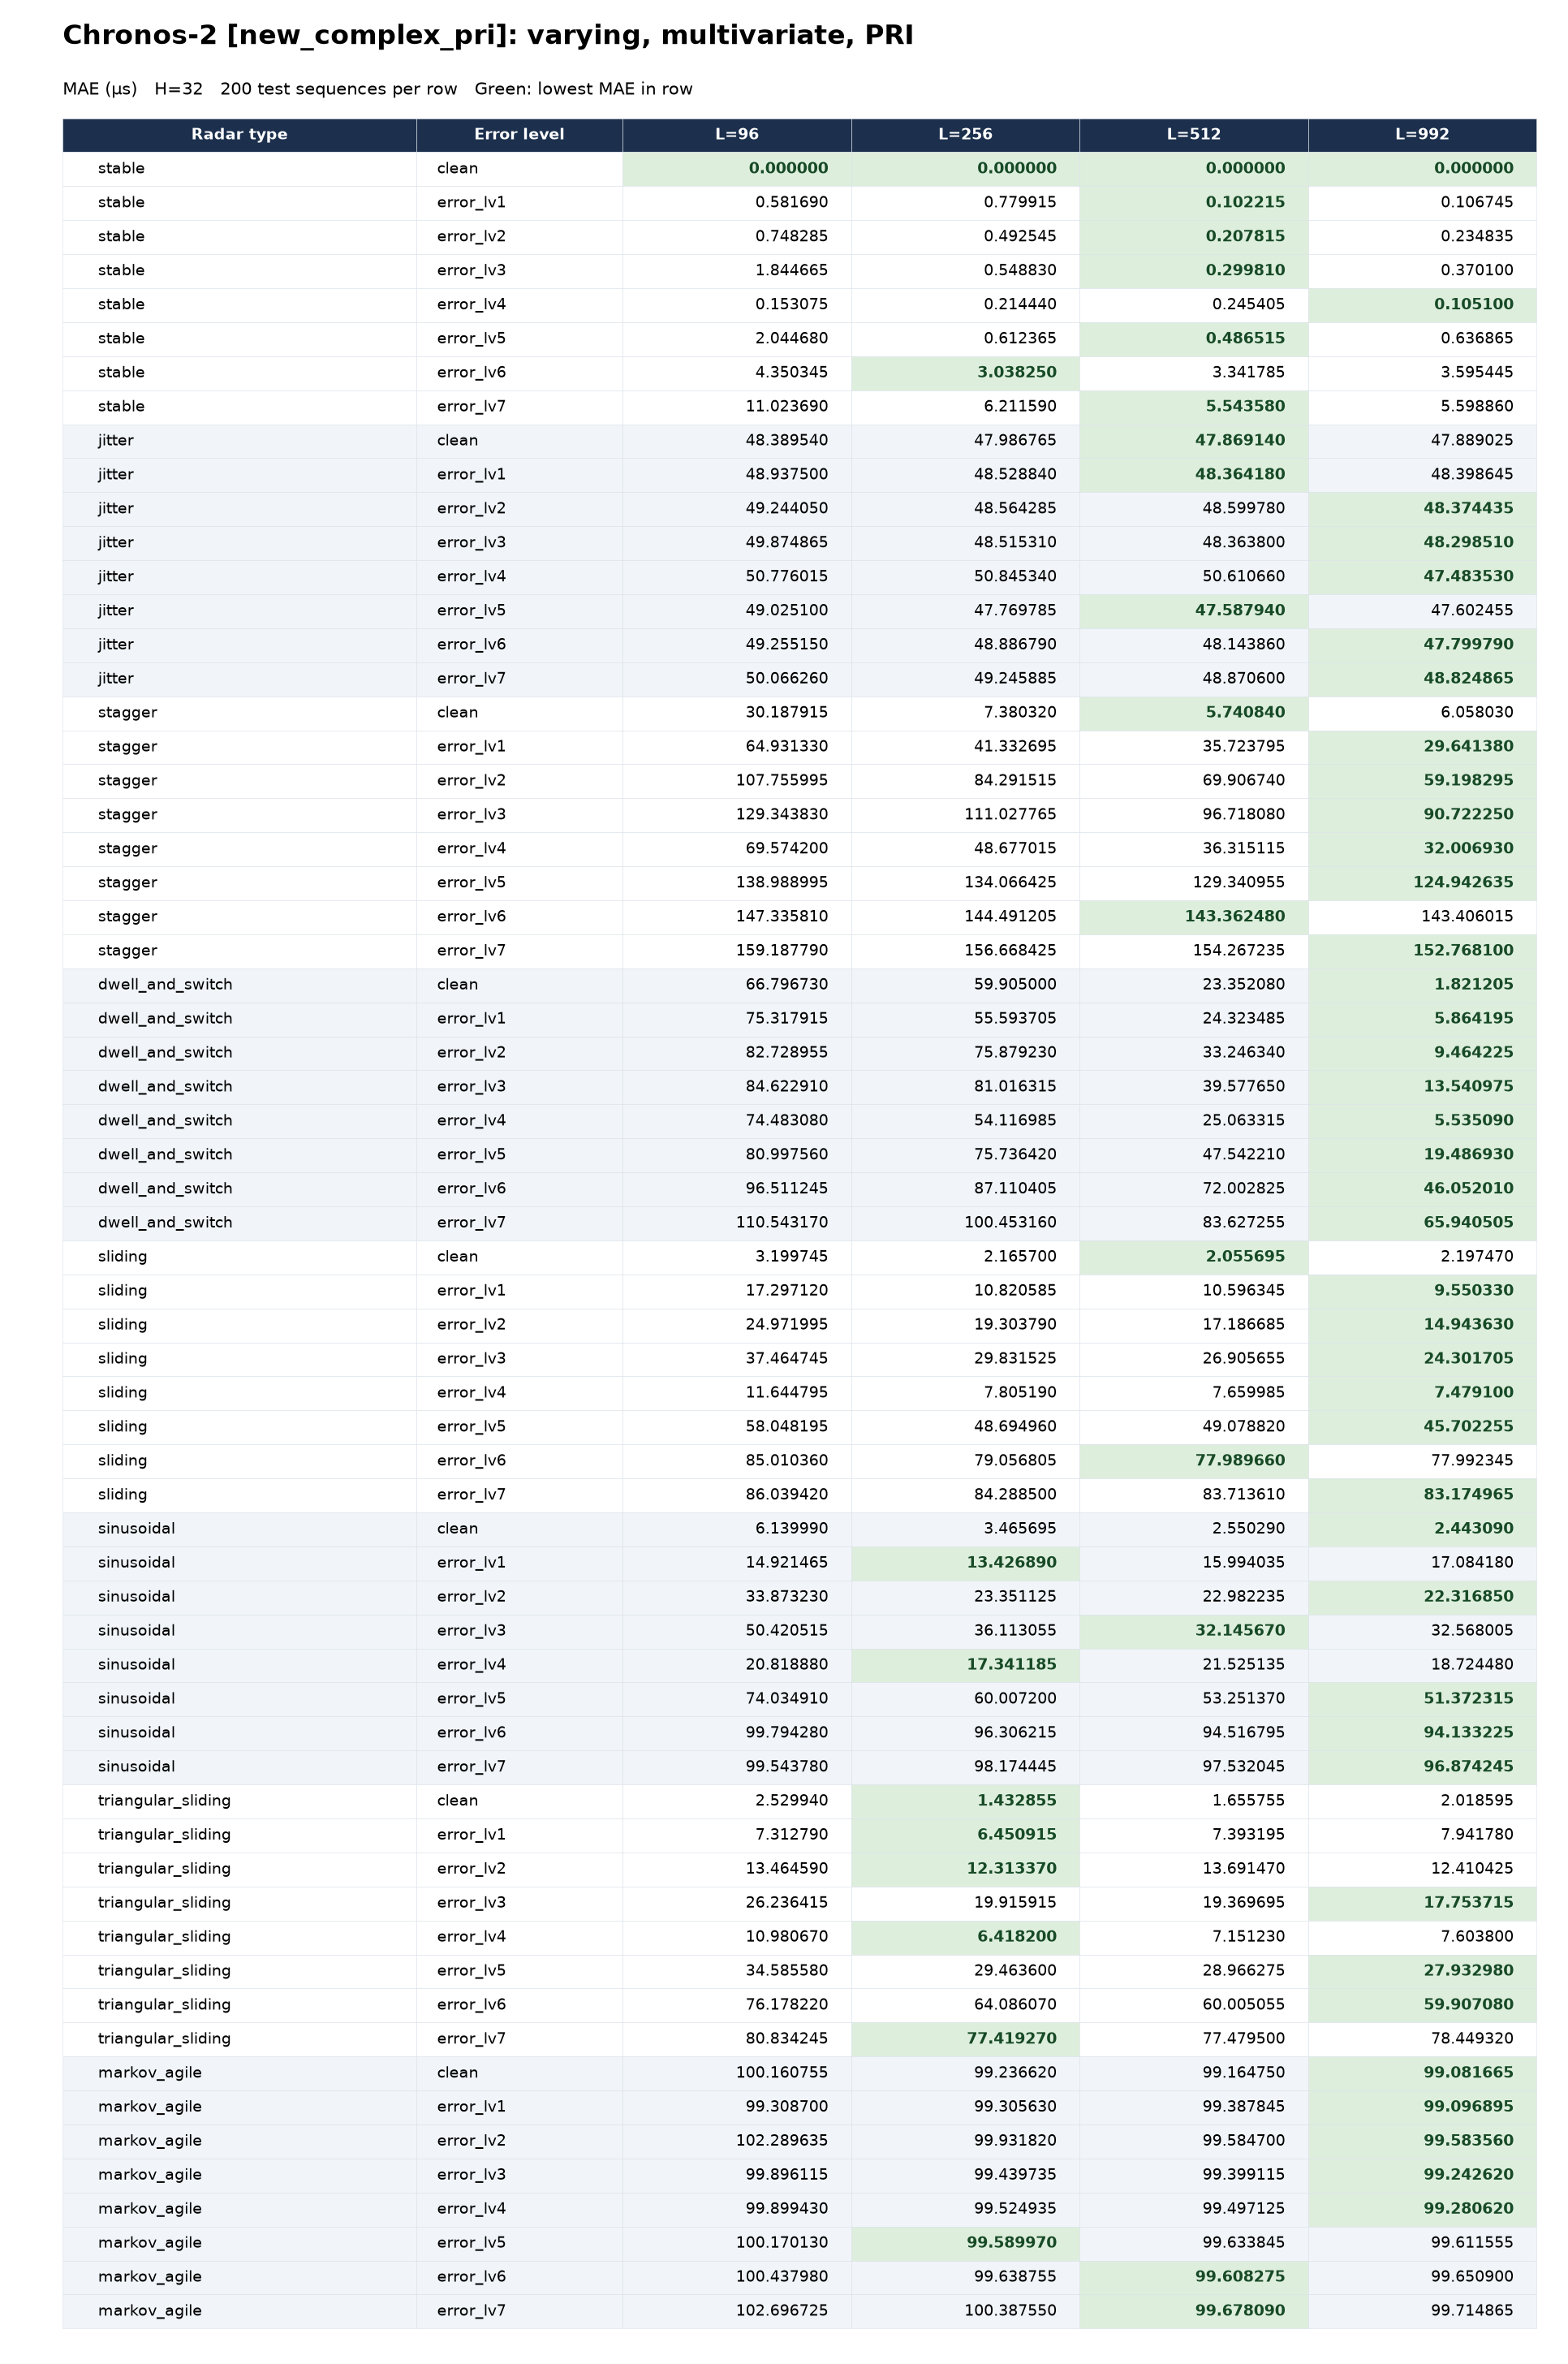 Chronos-2 [new_complex_pri]: varying, multivariate, PRI
MAE (µs) H=32 200 test sequences per row Green: lowest MAE in row
Radar type Error level L=96 L=256 L=512 L=992
stable clean 0.000000 0.000000 0.000000 0.000000
stable error_lv1 0.581690 0.779915 0.102215 0.106745
stable error_lv2 0.748285 0.492545 0.207815 0.234835
stable error_lv3 1.844665 0.548830 0.299810 0.370100
stable error_lv4 0.153075 0.214440 0.245405 0.105100
stable error_lv5 2.044680 0.612365 0.486515 0.636865
stable error_lv6 4.350345 3.038250 3.341785 3.595445
stable error_lv7 11.023690 6.211590 5.543580 5.598860
jitter clean 48.389540 47.986765 47.869140 47.889025
jitter error_lv1 48.937500 48.528840 48.364180 48.398645
jitter error_lv2 49.244050 48.564285 48.599780 48.374435
jitter error_lv3 49.874865 48.515310 48.363800 48.298510
jitter error_lv4 50.776015 50.845340 50.610660 47.483530
jitter error_lv5 49.025100 47.769785 47.587940 47.602455
jitter error_lv6 49.255150 48.886790 48.143860 47.799790
jitter error_lv7 50.066260 49.245885 48.870600 48.824865
stagger clean 30.187915 7.380320 5.740840 6.058030
stagger error_lv1 64.931330 41.332695 35.723795 29.641380
stagger error_lv2 107.755995 84.291515 69.906740 59.198295
stagger error_lv3 129.343830 111.027765 96.718080 90.722250
stagger error_lv4 69.574200 48.677015 36.315115 32.006930
stagger error_lv5 138.988995 134.066425 129.340955 124.942635
stagger error_lv6 147.335810 144.491205 143.362480 143.406015
stagger error_lv7 159.187790 156.668425 154.267235 152.768100
dwell_and_switch clean 66.796730 59.905000 23.352080 1.821205
dwell_and_switch error_lv1 75.317915 55.593705 24.323485 5.864195
dwell_and_switch error_lv2 82.728955 75.879230 33.246340 9.464225
dwell_and_switch error_lv3 84.622910 81.016315 39.577650 13.540975
dwell_and_switch error_lv4 74.483080 54.116985 25.063315 5.535090
dwell_and_switch error_lv5 80.997560 75.736420 47.542210 19.486930
dwell_and_switch error_lv6 96.511245 87.110405 72.002825 46.052010
dwell_and_switch error_lv7 110.543170 100.453160 83.627255 65.940505
sliding clean 3.199745 2.165700 2.055695 2.197470
sliding error_lv1 17.297120 10.820585 10.596345 9.550330
sliding error_lv2 24.971995 19.303790 17.186685 14.943630
sliding error_lv3 37.464745 29.831525 26.905655 24.301705
sliding error_lv4 11.644795 7.805190 7.659985 7.479100
sliding error_lv5 58.048195 48.694960 49.078820 45.702255
sliding error_lv6 85.010360 79.056805 77.989660 77.992345
sliding error_lv7 86.039420 84.288500 83.713610 83.174965
sinusoidal clean 6.139990 3.465695 2.550290 2.443090
sinusoidal error_lv1 14.921465 13.426890 15.994035 17.084180
sinusoidal error_lv2 33.873230 23.351125 22.982235 22.316850
sinusoidal error_lv3 50.420515 36.113055 32.145670 32.568005
sinusoidal error_lv4 20.818880 17.341185 21.525135 18.724480
sinusoidal error_lv5 74.034910 60.007200 53.251370 51.372315
sinusoidal error_lv6 99.794280 96.306215 94.516795 94.133225
sinusoidal error_lv7 99.543780 98.174445 97.532045 96.874245
triangular_sliding clean 2.529940 1.432855 1.655755 2.018595
triangular_sliding error_lv1 7.312790 6.450915 7.393195 7.941780
triangular_sliding error_lv2 13.464590 12.313370 13.691470 12.410425
triangular_sliding error_lv3 26.236415 19.915915 19.369695 17.753715
triangular_sliding error_lv4 10.980670 6.418200 7.151230 7.603800
triangular_sliding error_lv5 34.585580 29.463600 28.966275 27.932980
triangular_sliding error_lv6 76.178220 64.086070 60.005055 59.907080
triangular_sliding error_lv7 80.834245 77.419270 77.479500 78.449320
markov_agile clean 100.160755 99.236620 99.164750 99.081665
markov_agile error_lv1 99.308700 99.305630 99.387845 99.096895
markov_agile error_lv2 102.289635 99.931820 99.584700 99.583560
markov_agile error_lv3 99.896115 99.439735 99.399115 99.242620
markov_agile error_lv4 99.899430 99.524935 99.497125 99.280620
markov_agile error_lv5 100.170130 99.589970 99.633845 99.611555
markov_agile error_lv6 100.437980 99.638755 99.608275 99.650900
markov_agile error_lv7 102.696725 100.387550 99.678090 99.714865